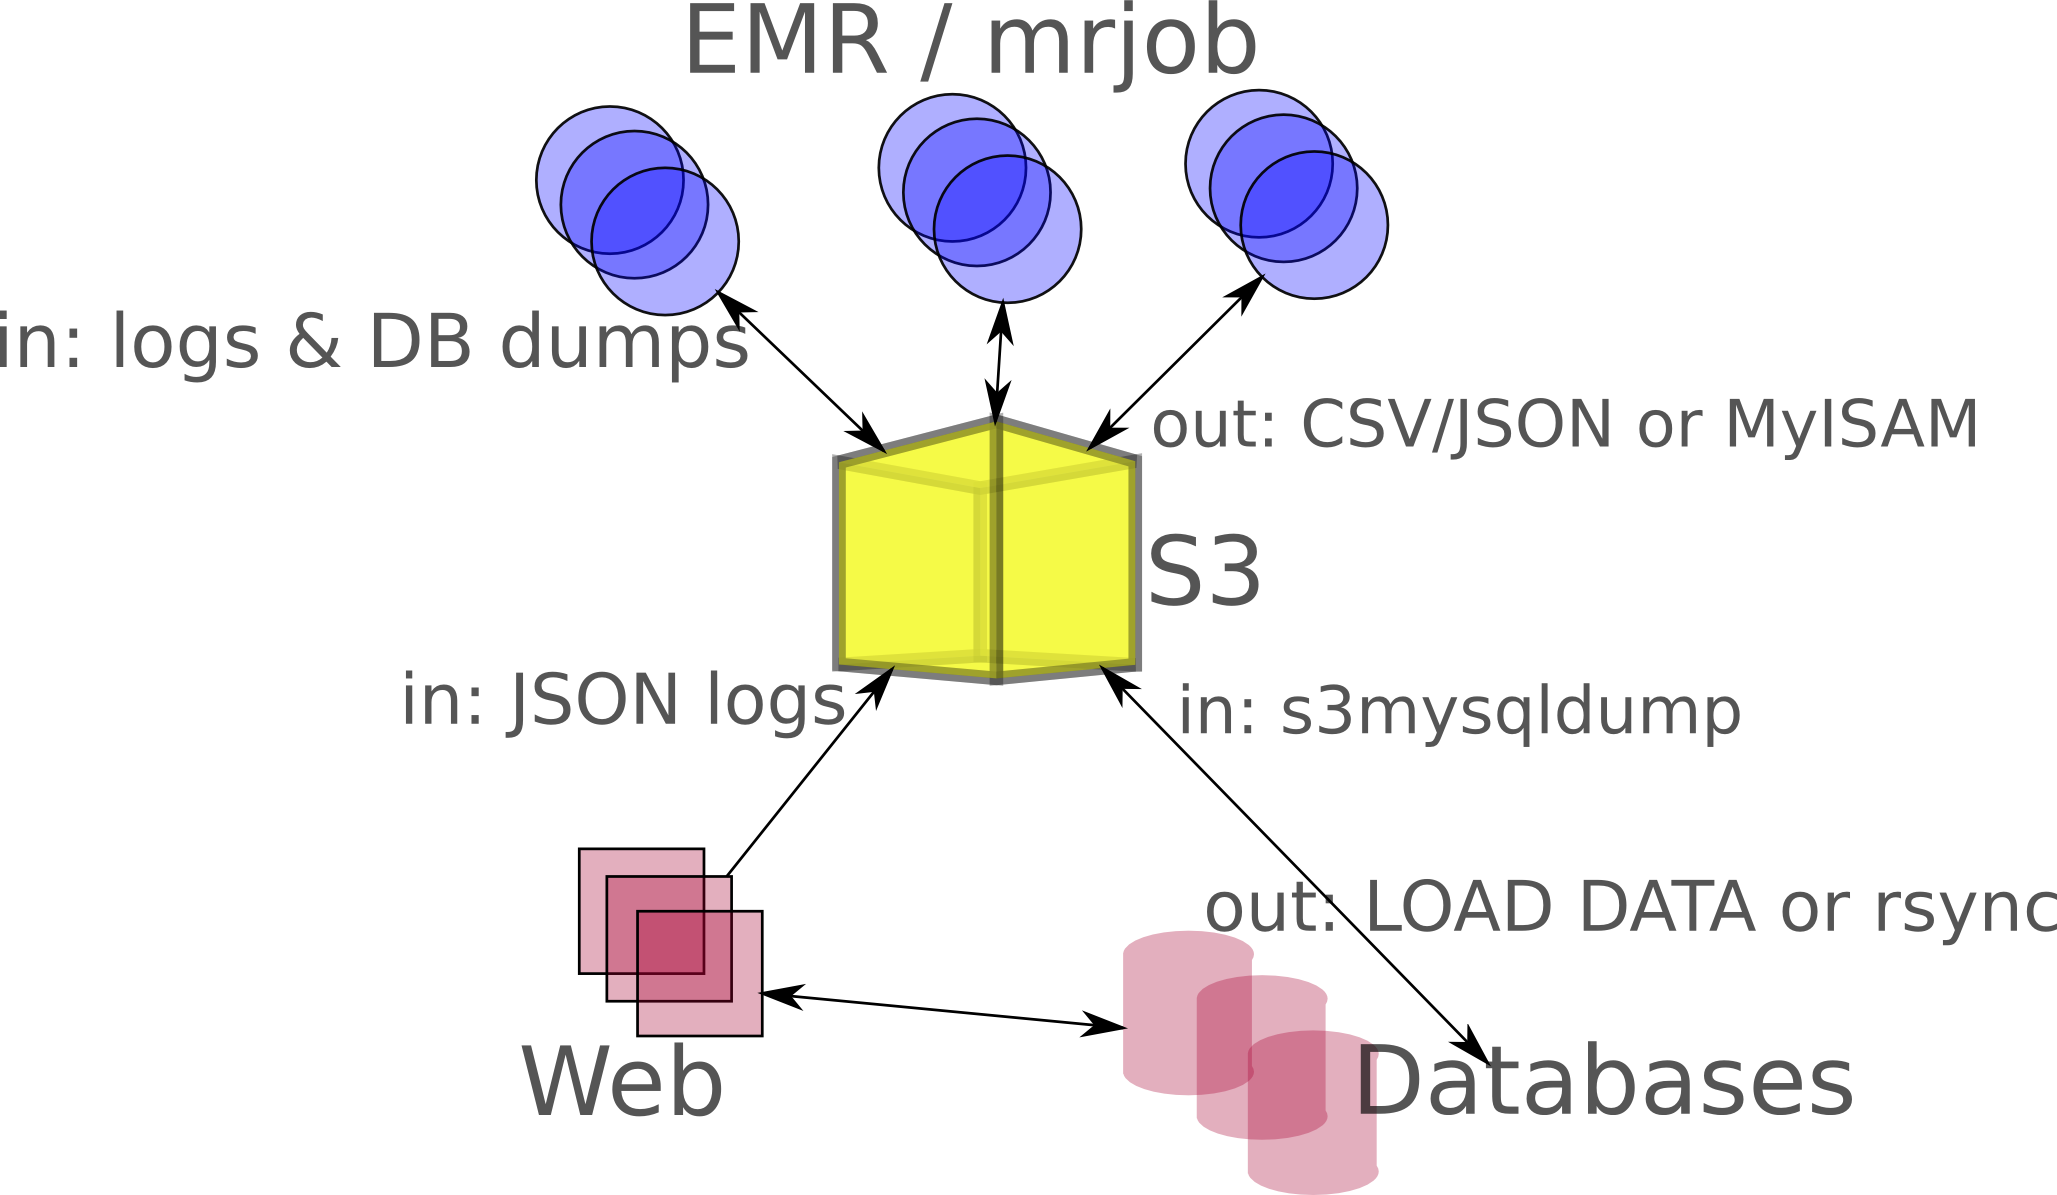 EMR / mrjob
in: logs & DB dumps
out: CSV/JSON or MyISAM
S3
in: JSON logs
in: s3mysqldump
out: LOAD DATA or rsync
Web
Databases